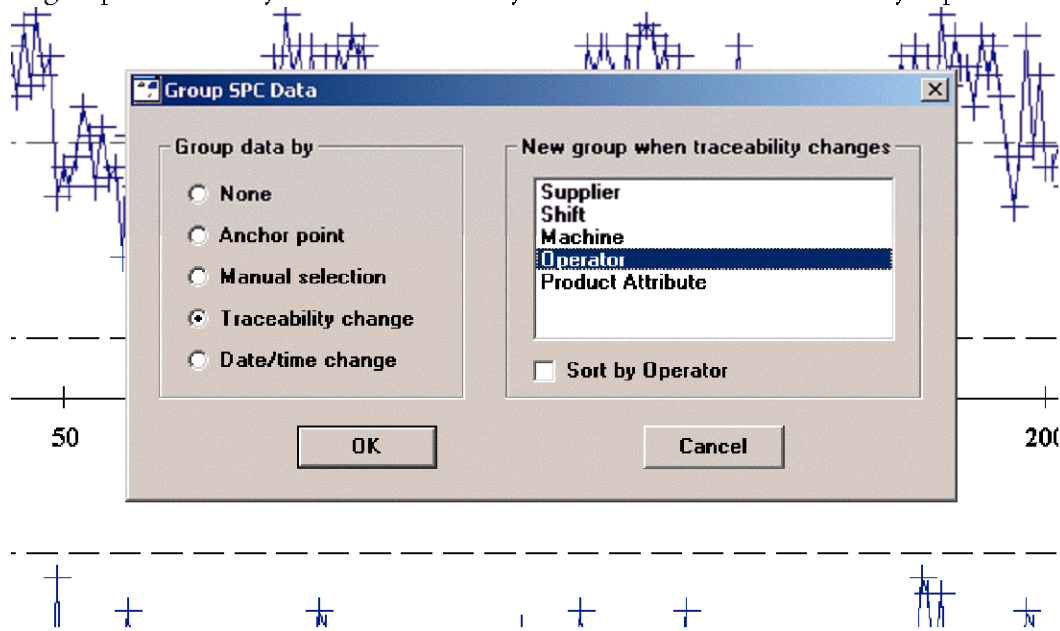 Group SPC Data
Group data by
None
Anchor point
Manual selection
Traceability change
Date/time change
New group when traceability changes
Supplier
Shift
Machine
Operator
Product Attribute
Sort by Operator
OK
Cancel
50
200